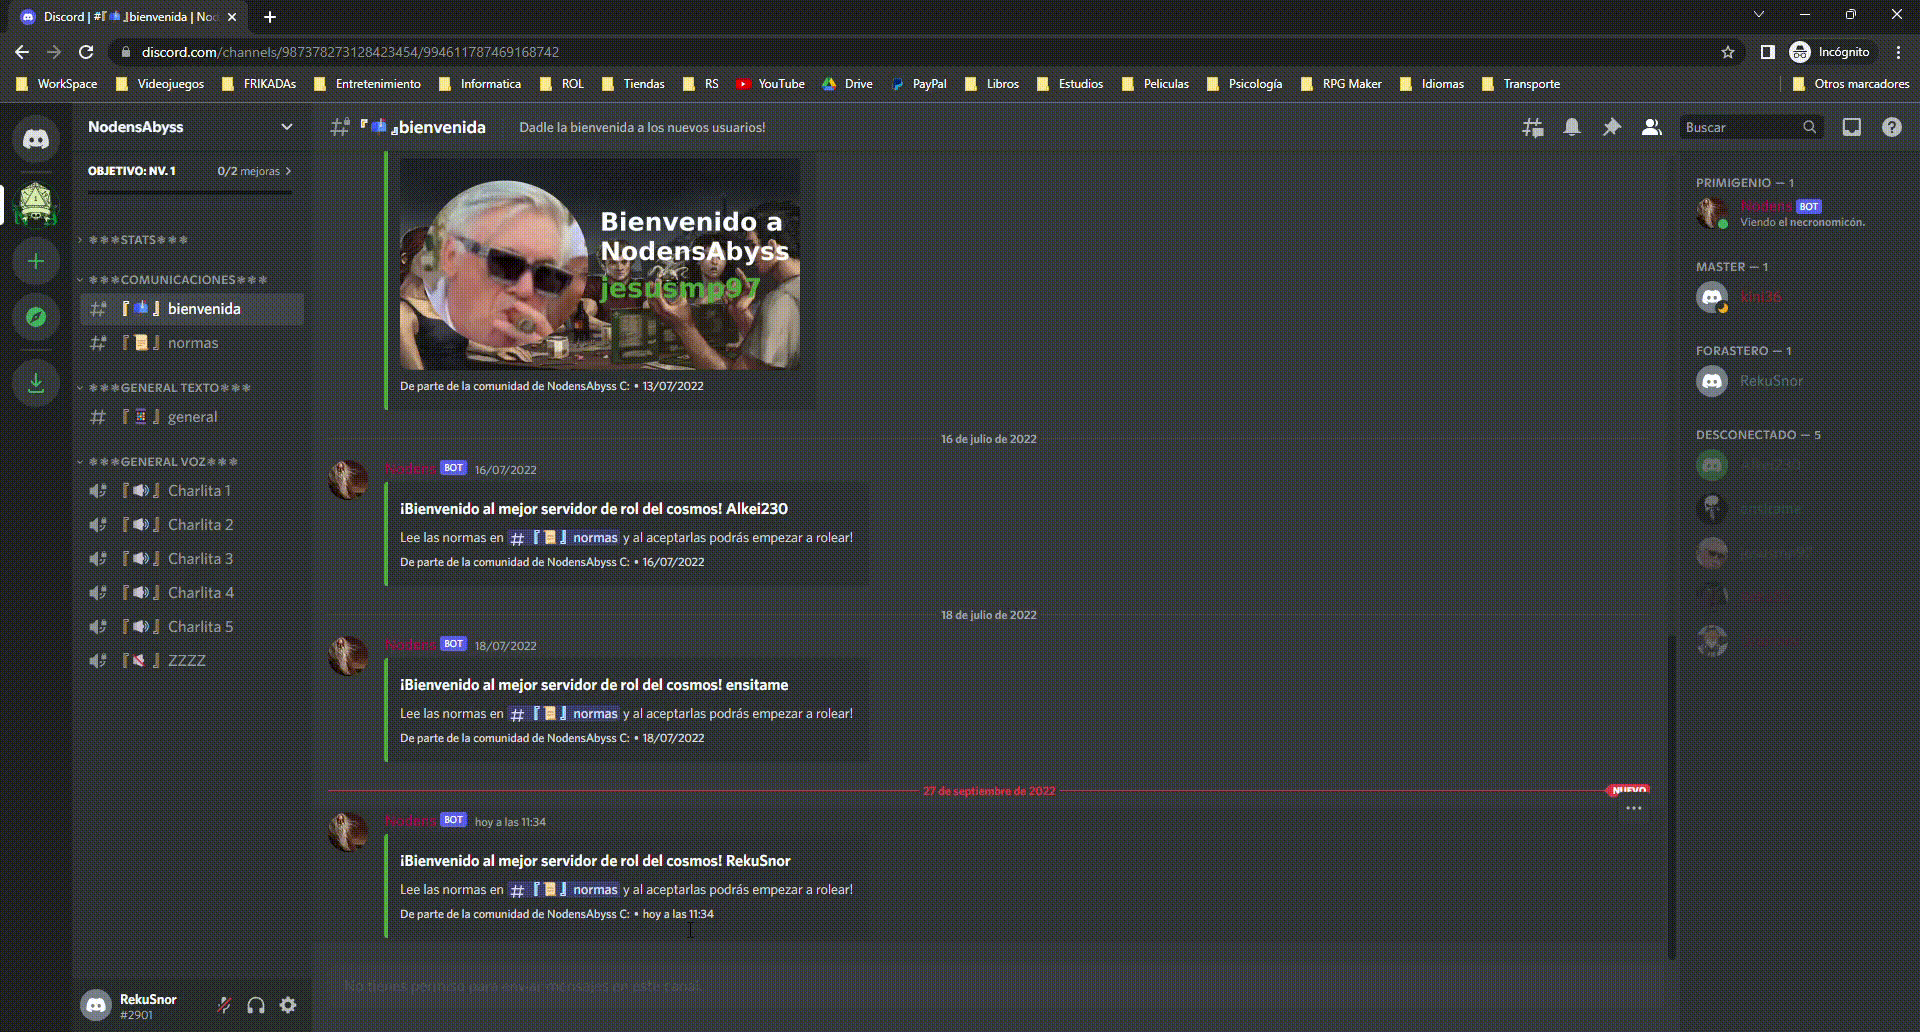 Discord | #『📬』bienvenida | Nod
discord.com/channels/987378273128423454/994611787469168742
Incógnito
WorkSpace
Videojuegos
FRIKADAs
Entretenimiento
Informatica
ROL
Tiendas
RS
YouTube
Drive
PayPal
Libros
Estudios
Peliculas
Psicología
RPG Maker
Idiomas
Transporte
Otros marcadores
NodensAbyss
OBJETIVO: NV. 1
0/2 mejoras
***STATS***
***COMUNICACIONES***
『📬』 bienvenida
『📜』 normas
***GENERAL TEXTO***
『』 general
***GENERAL VOZ***
『🔊』 Charlita 1
『🔊』 Charlita 2
『🔊』 Charlita 3
『🔊』 Charlita 4
『🔊』 Charlita 5
『🔇』 ZZZZ
RekuSnor
#2901
『📬』bienvenida
Dadle la bienvenida a los nuevos usuarios!
Buscar
Bienvenido a
NodensAbyss
jesusmp97
De parte de la comunidad de NodensAbyss C: • 13/07/2022
16 de julio de 2022
Nodens BOT 16/07/2022
¡Bienvenido al mejor servidor de rol del cosmos! Alkei230
Lee las normas en # 『📜』 normas y al aceptarlas podrás empezar a rolear!
De parte de la comunidad de NodensAbyss C: • 16/07/2022
18 de julio de 2022
Nodens BOT 18/07/2022
¡Bienvenido al mejor servidor de rol del cosmos! ensitame
Lee las normas en # 『📜』 normas y al aceptarlas podrás empezar a rolear!
De parte de la comunidad de NodensAbyss C: • 18/07/2022
27 de septiembre de 2022
NUEVO
Nodens BOT hoy a las 11:34
¡Bienvenido al mejor servidor de rol del cosmos! RekuSnor
Lee las normas en # 『📜』 normas y al aceptarlas podrás empezar a rolear!
De parte de la comunidad de NodensAbyss C: • hoy a las 11:34
No tienes permiso para enviar mensajes en este canal.
PRIMIGENIO — 1
Nodens BOT
Viendo el necronomicón.
MASTER — 1
kini36
FORASTERO — 1
RekuSnor
DESCONECTADO — 5
Alkei230
ensitame
jesusmp97